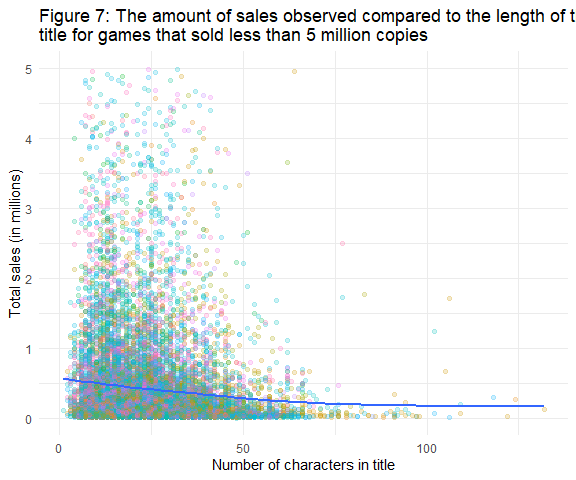 Figure 7: The amount of sales observed compared to the length of t
title for games that sold less than 5 million copies
5
4
3
2
1
0
Total sales (in millions)
0 50 100
Number of characters in title